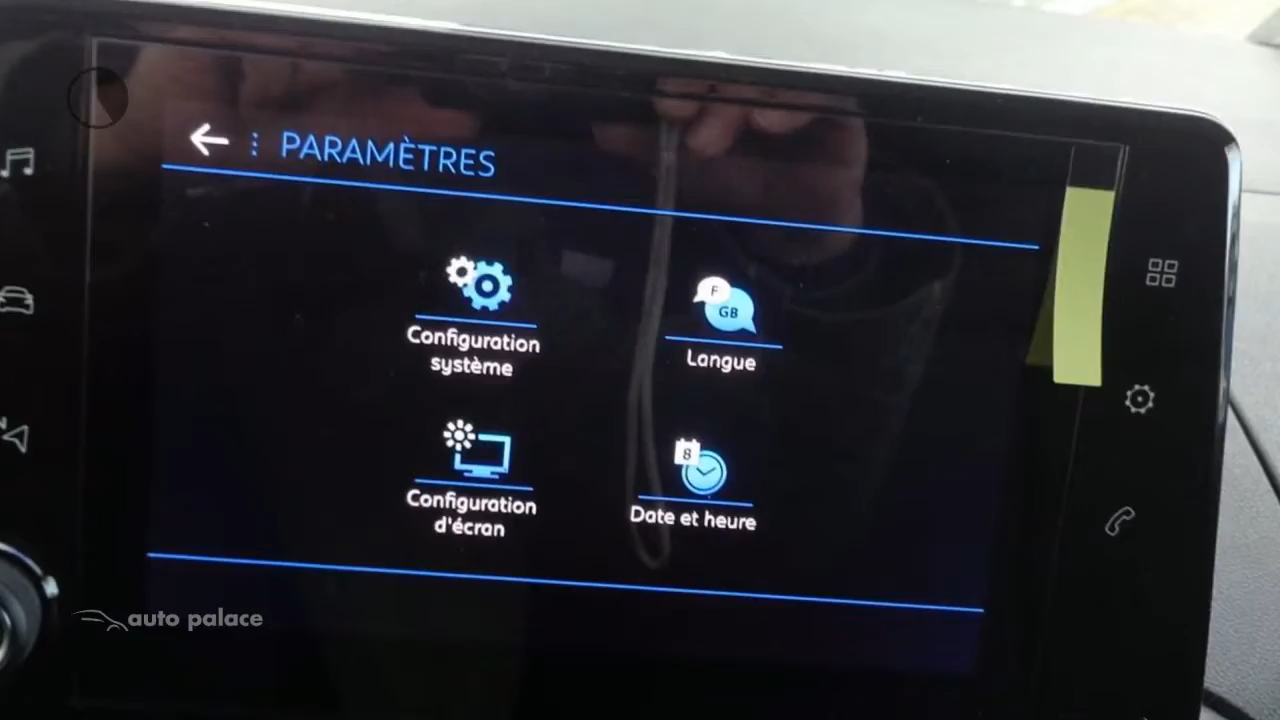 PARAMÈTRES
F
GB
Configuration
système
Langue
8
Configuration
d'écran
Date et heure
auto palace